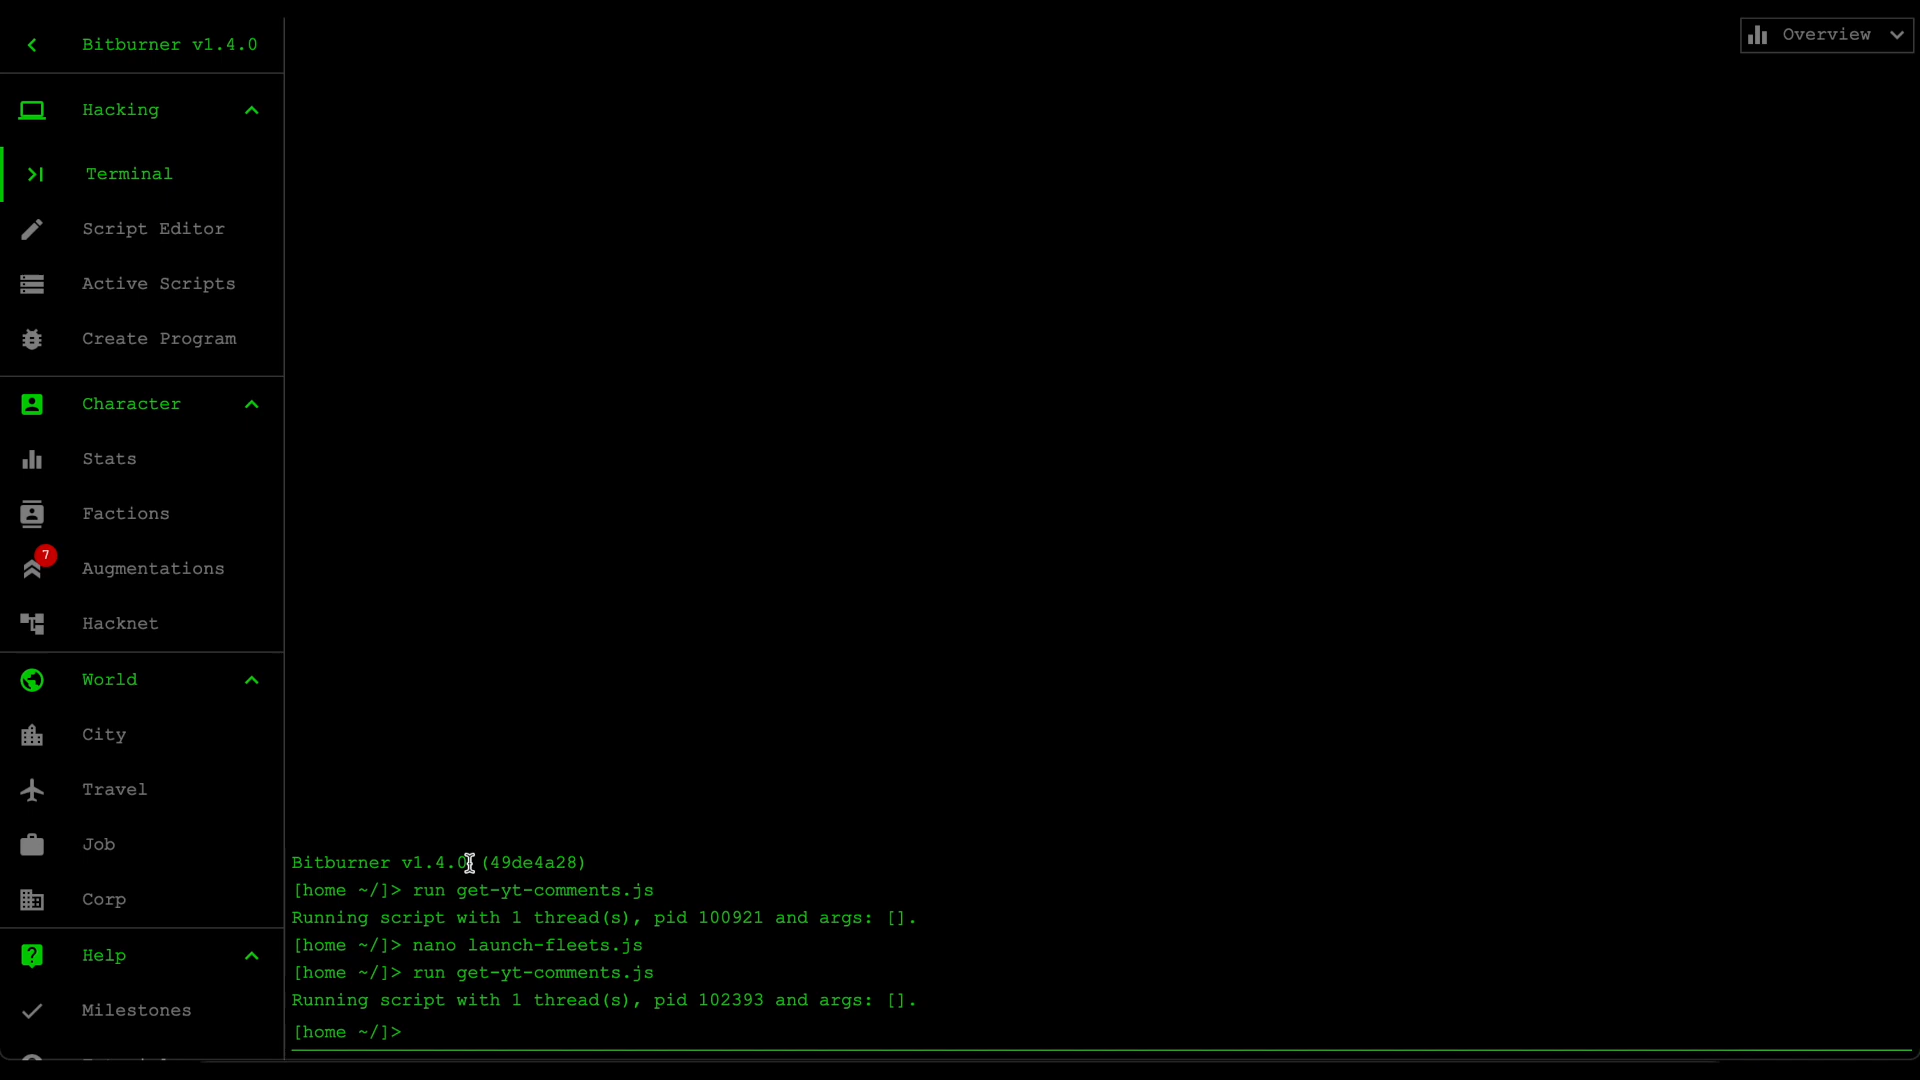 Bitburner v1.4.0
Overview
Hacking
Terminal
Script Editor
Active Scripts
Create Program
Character
Stats
Factions
7
Augmentations
Hacknet
World
City
Travel
Job
Corp
Help
Milestones
Bitburner v1.4.0 (49de4a28)
[home ~/]> run get-yt-comments.js
Running script with 1 thread(s), pid 100921 and args: [].
[home ~/]> nano launch-fleets.js
[home ~/]> run get-yt-comments.js
Running script with 1 thread(s), pid 102393 and args: [].
[home ~/]>